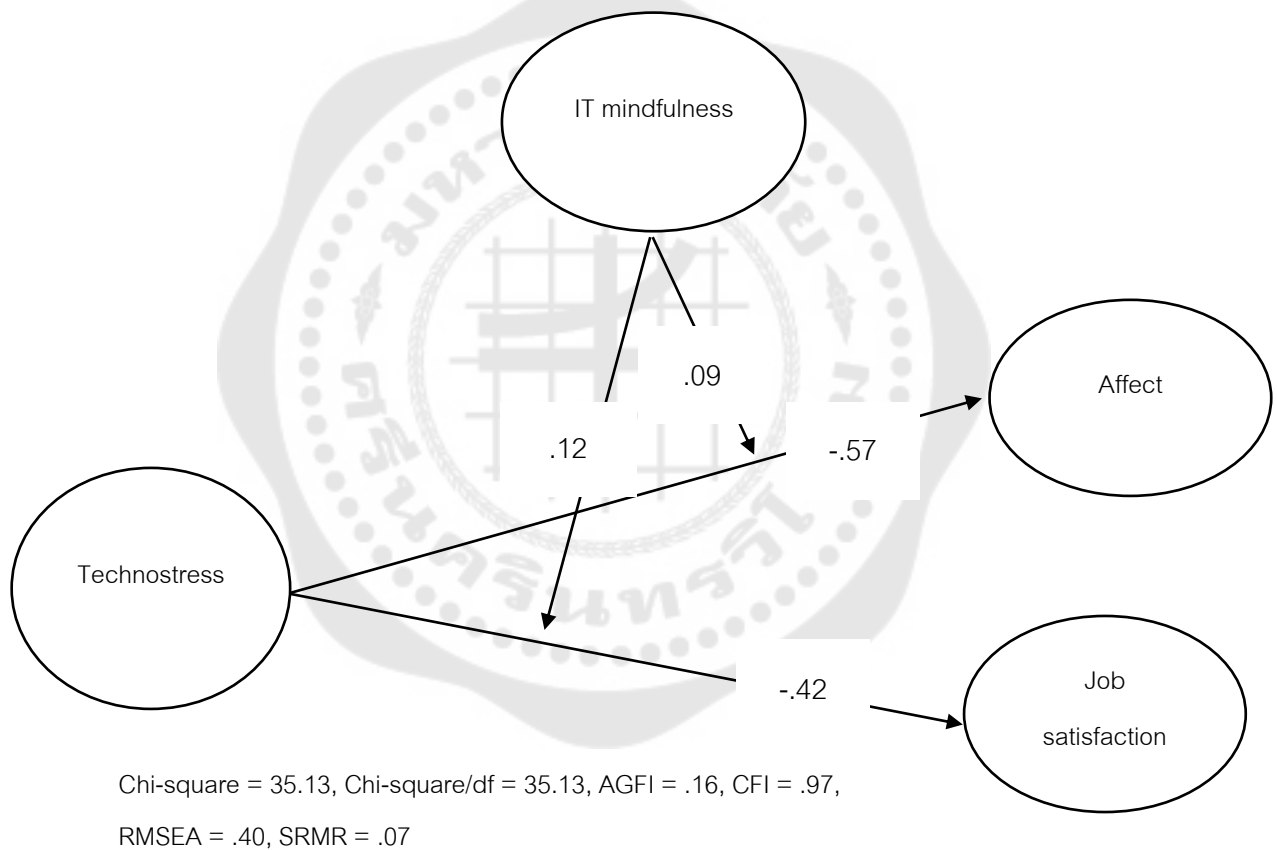 IT mindfulness
.09
Affect
.12
-.57
Technostress
Job
satisfaction
-.42
Chi-square = 35.13, Chi-square/df = 35.13, AGFI = .16, CFI = .97,
RMSEA = .40, SRMR = .07